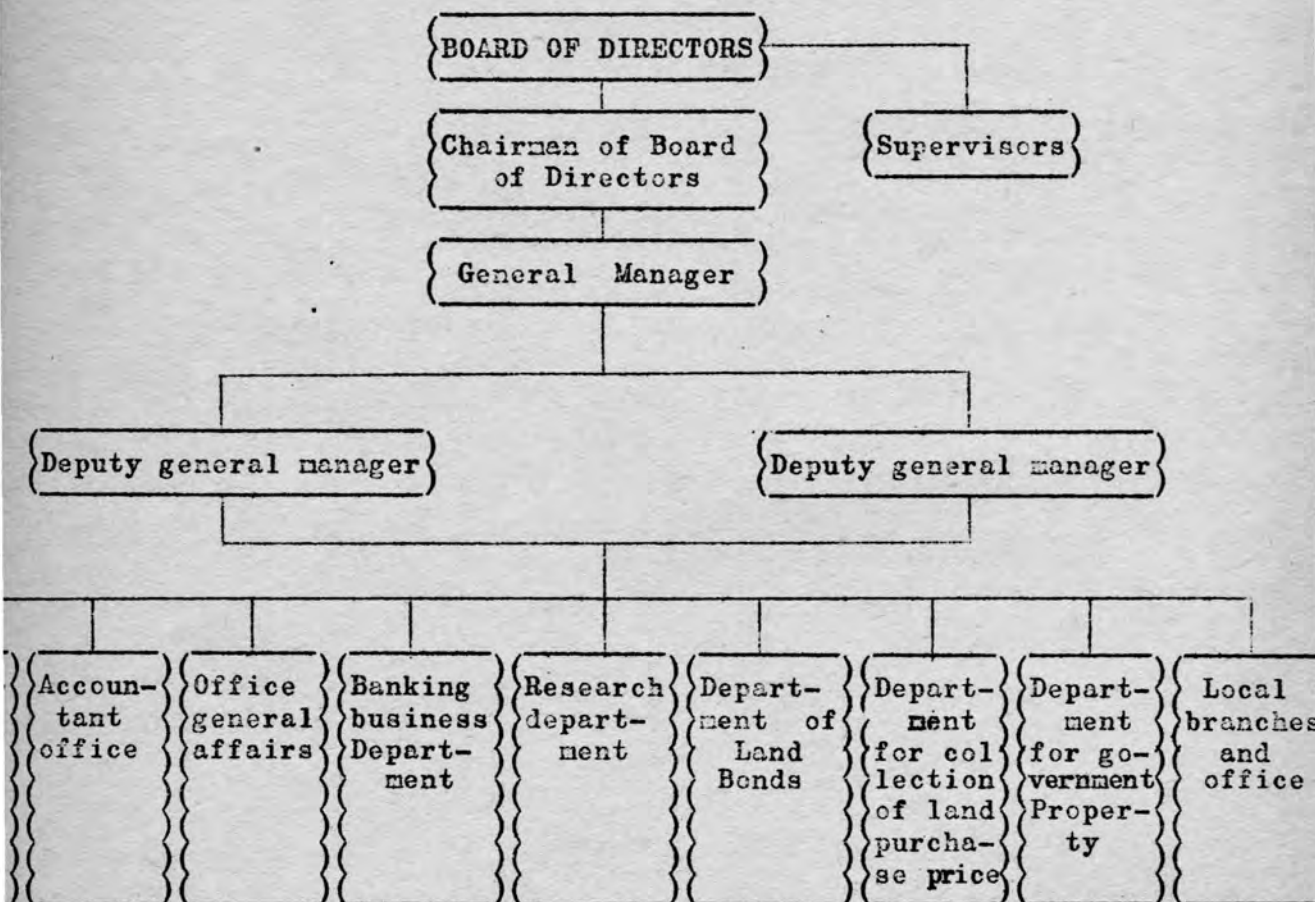 BOARD OF DIRECTORS
Chairman of Board
of Directors
Supervisors
General Manager
Deputy general manager
Deputy general manager
Accoun-
tant
office
Office
general
affairs
Banking
business
Depart-
ment
Research
depart-
ment
Depart-
ment of
Land
Bonds
Depart-
ment
for col
lection
of land
purcha-
se price
Depart-
ment
for go-
vernment
Proper-
ty
Local
branches
and
office